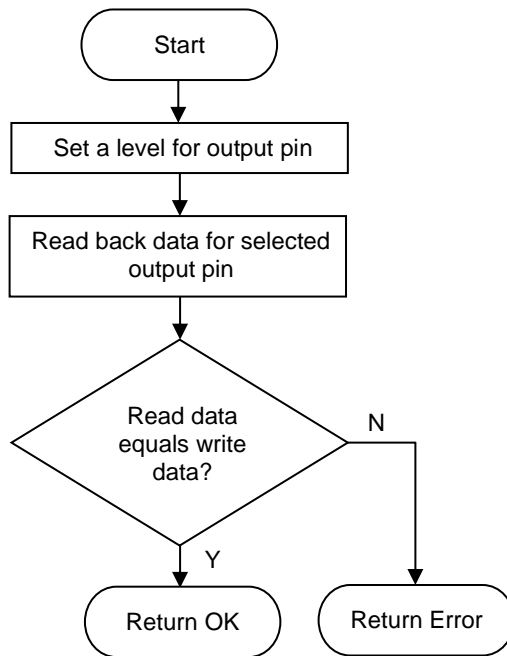 Start
Set a level for output pin
Read back data for selected
output pin
Read data
equals write
data?
N
Y
Return OK
Return Error